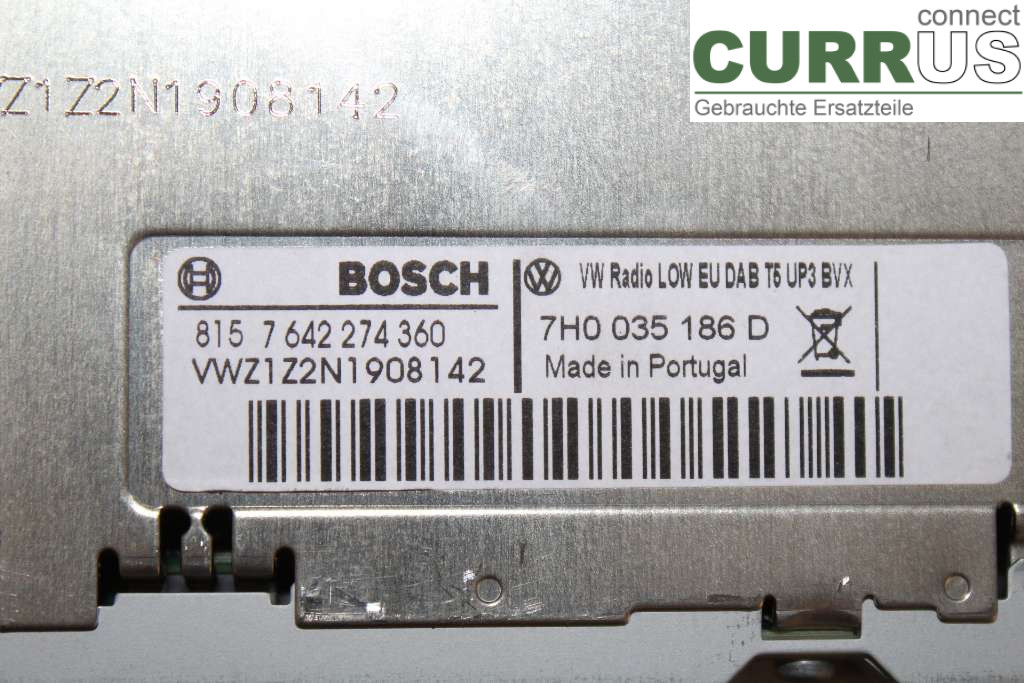 connect
CURRUS
Gebrauchte Ersatzteile
Z1Z2N1908142
BOSCH
815 7 642 274 360
VWZ1Z2N1908142
VW Radio LOW EU DAB T5 UP3 BVX
7H0 035 186 D
Made in Portugal